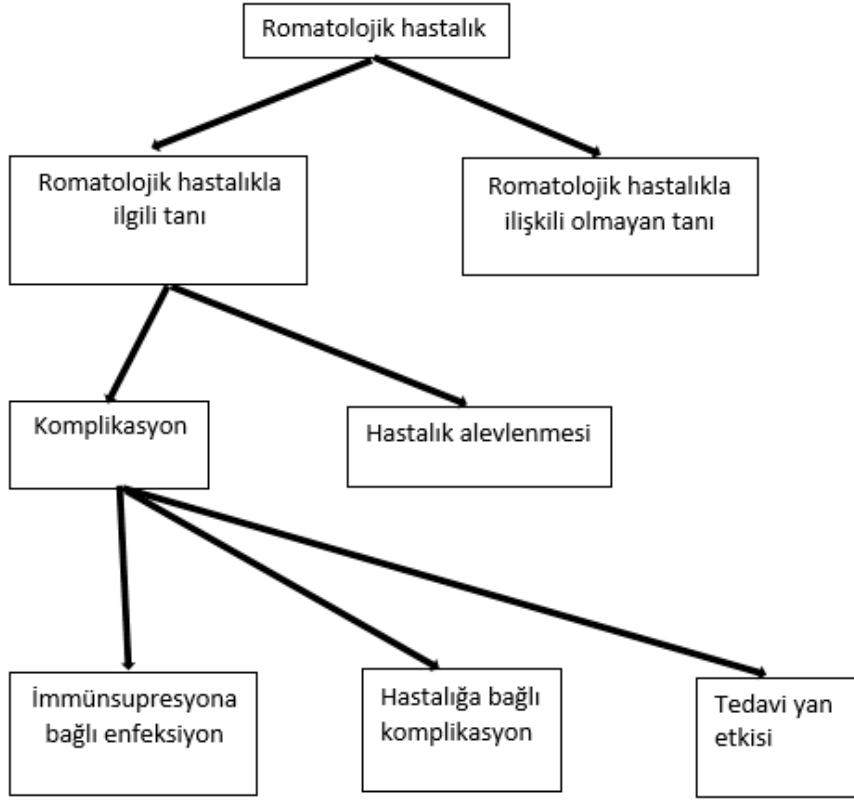 Romatolojik hastalık
Romatolojik hastalıkla
ilgili tanı
Romatolojik hastalıkla
ilişkili olmayan tanı
Komplikasyon
Hastalık alevlenmesi
İmmünsupresyona
bağlı enfeksiyon
Hastalığa bağlı
komplikasyon
Tedavi yan
etkisi